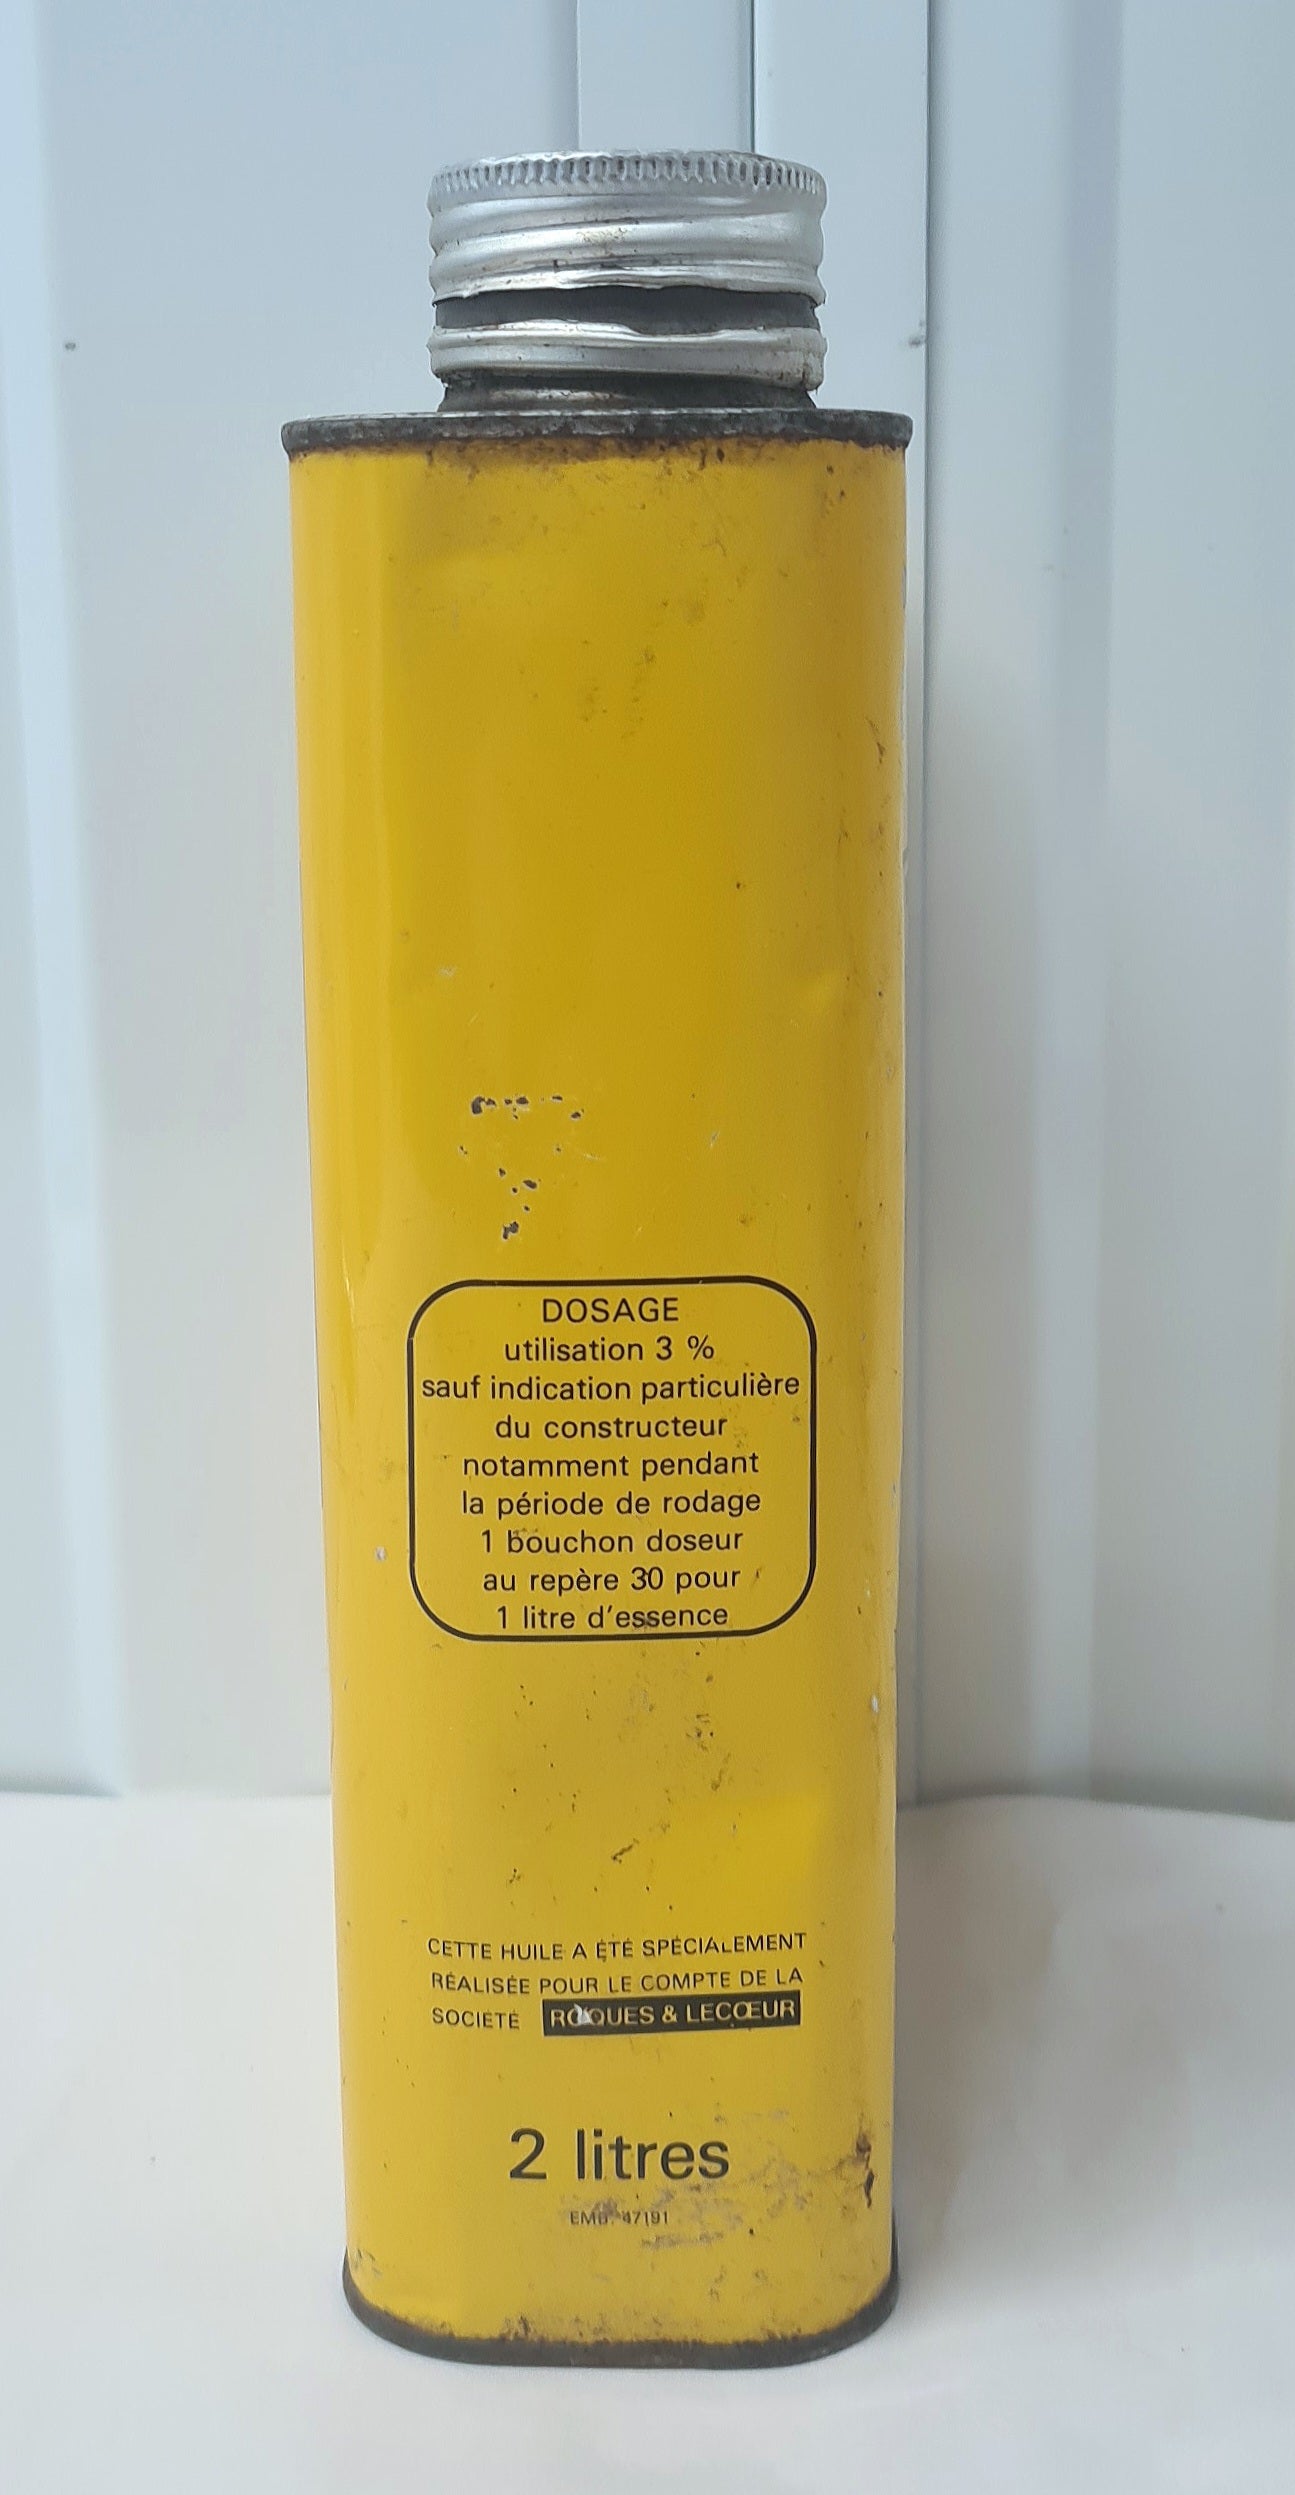 DOSAGE
utilisation 3 %
sauf indication particulière
du constructeur
notamment pendant
la période de rodage
1 bouchon doseur
au repère 30 pour
1 litre d'essence
CETTE HUILE A ÉTÉ SPÉCIALEMENT
RÉALISÉE POUR LE COMPTE DE LA
SOCIÉTÉ ROQUES & LECŒUR
2 litres
EMB. 47191